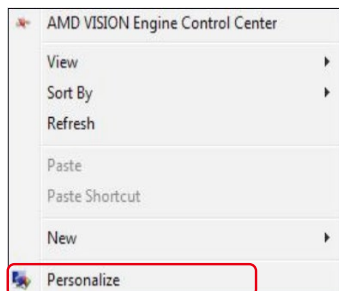 AMD VISION Engine Control Center
View
Sort By
Refresh
Paste
Paste Shortcut
New
Personalize